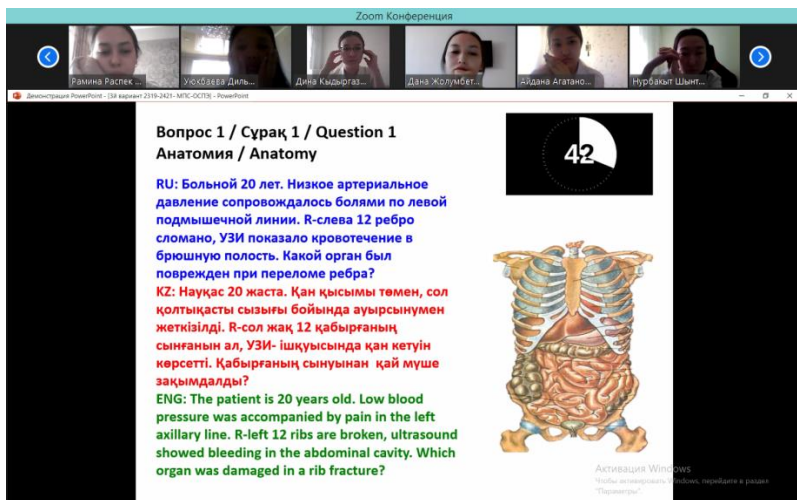 Zoom Конференция
Рамина Распек ...
Уюкбаева Диль...
Дина Кыдыргаз...
Дана Жолумбет...
Айдана Агатано...
Нурбакыт Шынт...
Демонстрация PowerPoint - [39 вариант 2319-2421- МПС-ОСПЭ] - PowerPoint
Вопрос 1 / Сұрақ 1 / Question 1
Анатомия / Anatomy
42
RU: Больной 20 лет. Низкое артериальное
давление сопровождалось болями по левой
подмышечной линии. R-слева 12 ребро
сломано, УЗИ показало кровотечение в
брюшную полость. Какой орган был
поврежден при переломе ребра?
KZ: Науқас 20 жаста. Қан қысымы төмен, сол
қолтықасты сызығы бойында ауырсынумен
жеткізілді. R-сол жақ 12 қабырғаның
сынғанын ал, УЗИ- ішқуысында қан кетуін
көрсетті. Қабырғаның сынуынан қай мүше
зақымдалды?
ENG: The patient is 20 years old. Low blood
pressure was accompanied by pain in the left
axillary line. R-left 12 ribs are broken, ultrasound
showed bleeding in the abdominal cavity. Which
organ was damaged in a rib fracture?
Активация Windows
Чтобы активировать Windows, перейдите в раздел
"Параметры".